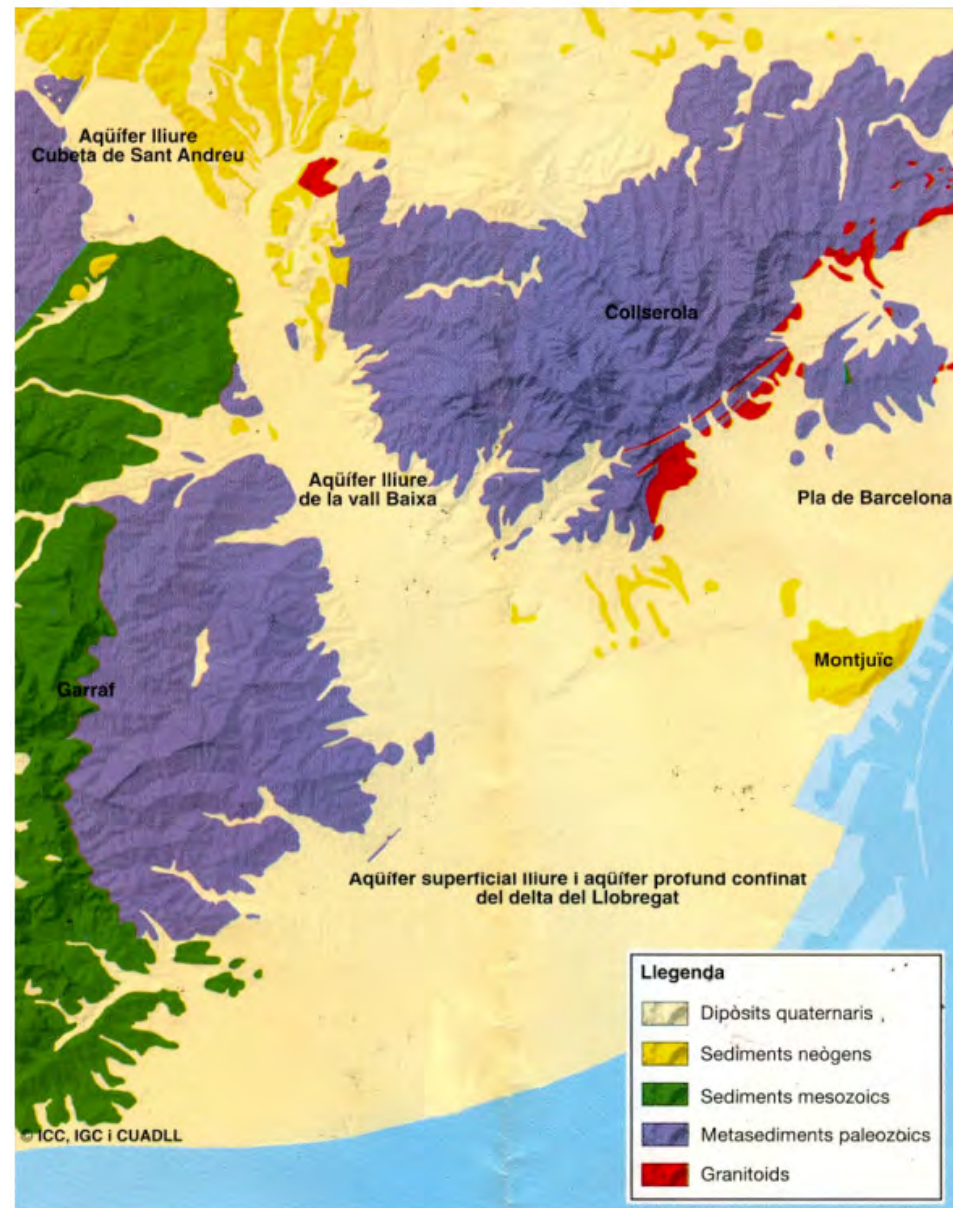 Aqüífer lliure
Cubeta de Sant Andreu
Collserola
Aqüífer lliure
de la vall Baixa
Pla de Barcelona
Montjuïc
Garraf
Aqüífer superficial lliure i aqüífer profund confinat
del delta del Llobregat
Llegenda
Dipòsits quaternaris
Sediments neògens
Sediments mesozoics
Metasediments paleozoics
Granitoids
© ICC, IGC i CUADLL